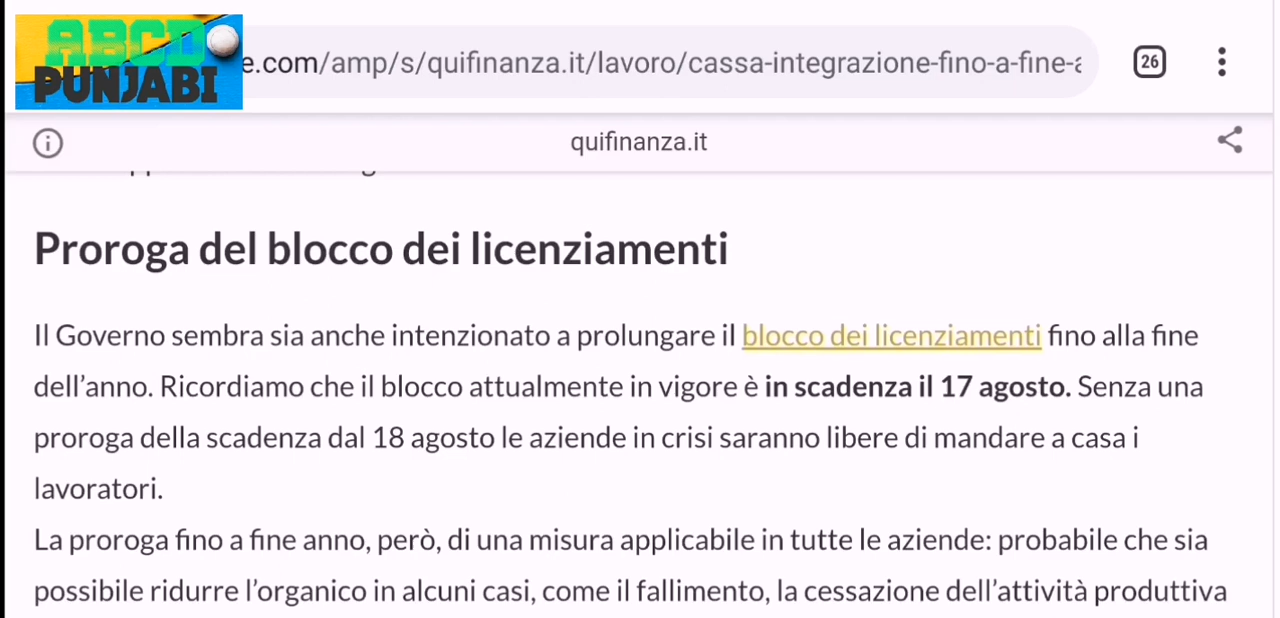 ABCD
PUNJABI
e.com/amp/s/quifinanza.it/lavoro/cassa-integrazione-fino-a-fine-a
26
quifinanza.it
Proroga del blocco dei licenziamenti
Il Governo sembra sia anche intenzionato a prolungare il blocco dei licenziamenti fino alla fine
dell’anno. Ricordiamo che il blocco attualmente in vigore è in scadenza il 17 agosto. Senza una
proroga della scadenza dal 18 agosto le aziende in crisi saranno libere di mandare a casa i
lavoratori.
La proroga fino a fine anno, però, di una misura applicabile in tutte le aziende: probabile che sia
possibile ridurre l’organico in alcuni casi, come il fallimento, la cessazione dell’attività produttiva